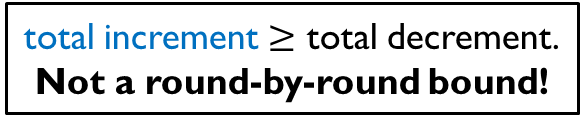 total increment ≥ total decrement.
Not a round-by-round bound!